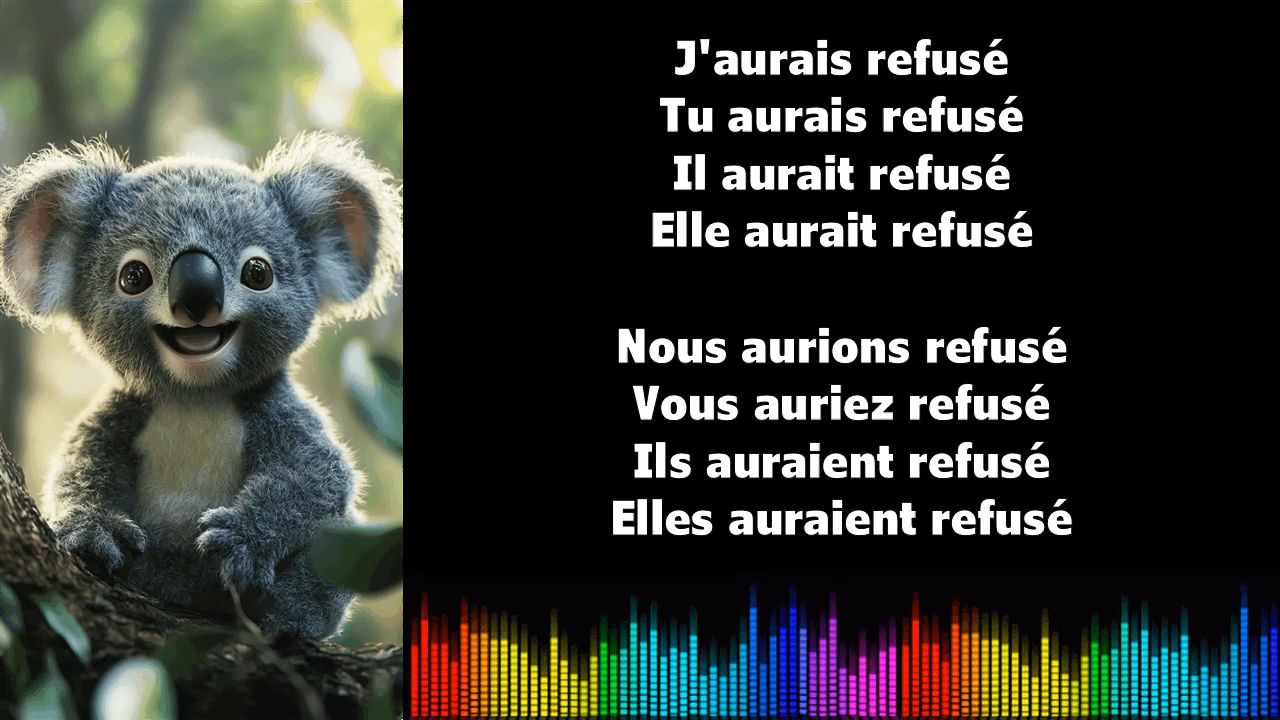 J'aurais refusé
Tu aurais refusé
Il aurait refusé
Elle aurait refusé
Nous aurions refusé
Vous auriez refusé
Ils auraient refusé
Elles auraient refusé